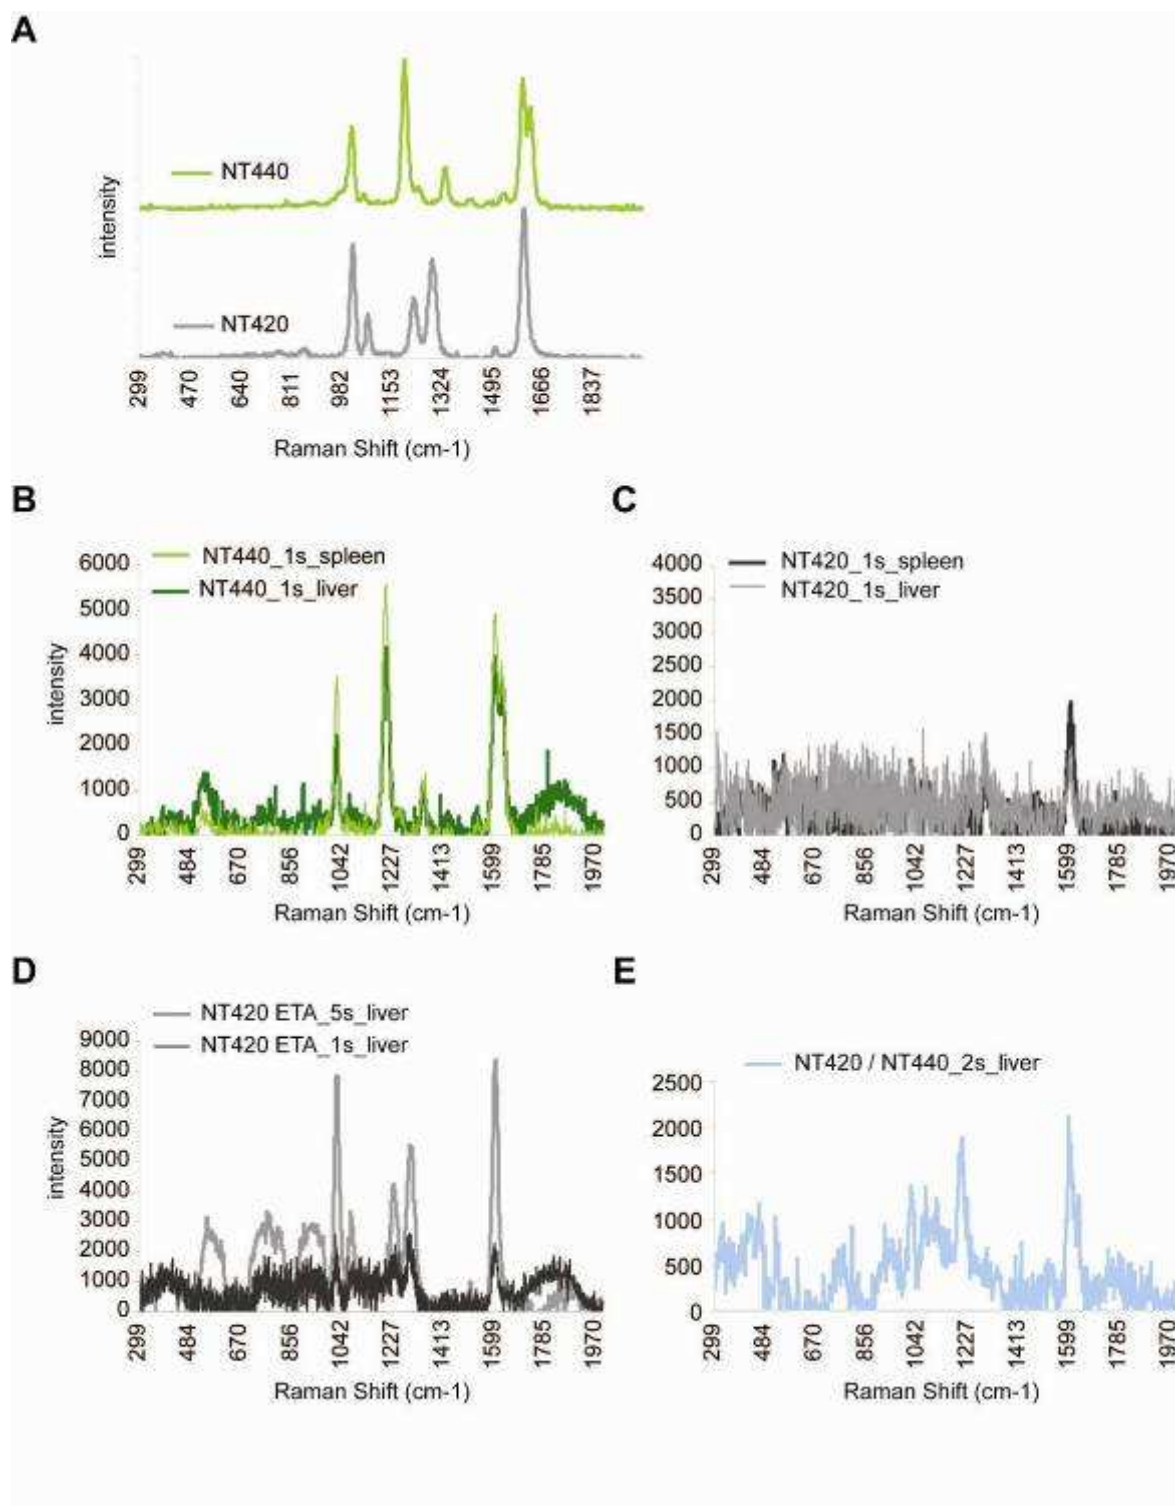 A
NT440
NT420
intensity
299 470 640 811 982 1153 1324 1495 1666 1837
Raman Shift (cm-1)
B
NT440_1s_spleen
NT440_1s_liver
6000
5000
4000
3000
2000
1000
0
intensity
299 484 670 856 1042 1227 1413 1599 1785 1970
Raman Shift (cm-1)
C
NT420_1s_spleen
NT420_1s_liver
4000
3500
3000
2500
2000
1500
1000
500
0
299 484 670 856 1042 1227 1413 1599 1785 1970
Raman Shift (cm-1)
D
NT420 ETA_5s_liver
NT420 ETA_1s_liver
9000
8000
7000
6000
5000
4000
3000
2000
1000
0
intensity
299 484 670 856 1042 1227 1413 1599 1785 1970
Raman Shift (cm-1)
E
NT420 / NT440_2s_liver
2500
2000
1500
1000
500
0
299 484 670 856 1042 1227 1413 1599 1785 1970
Raman Shift (cm-1)